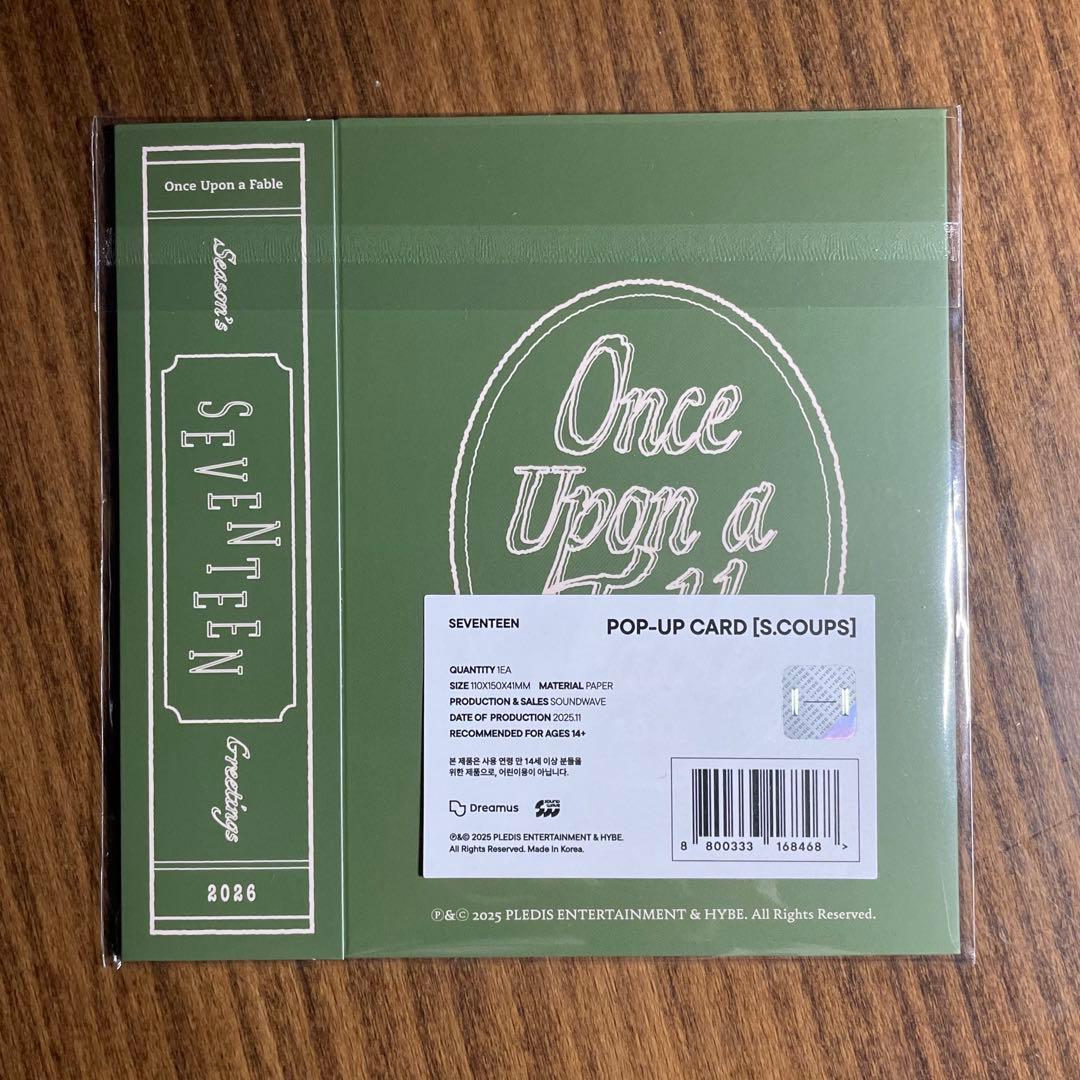 Once Upon a Fable
Season's
SEVENTEEN
Greetings
2026
Once
Upon a
SEVENTEEN
POP-UP CARD [S.COUPS]
QUANTITY 1EA
SIZE 110X150X41MM MATERIAL PAPER
PRODUCTION & SALES SOUNDWAVE
DATE OF PRODUCTION 2025.11
RECOMMENDED FOR AGES 14+
본 제품은 사용 연령 만 14세 이상 분들을
위한 제품으로, 어린이용이 아닙니다.
Dreamus
SOUND WAVE
Ⓟ&© 2025 PLEDIS ENTERTAINMENT & HYBE.
All Rights Reserved. Made in Korea.
8 800333 168468 >
Ⓟ&© 2025 PLEDIS ENTERTAINMENT & HYBE. All Rights Reserved.